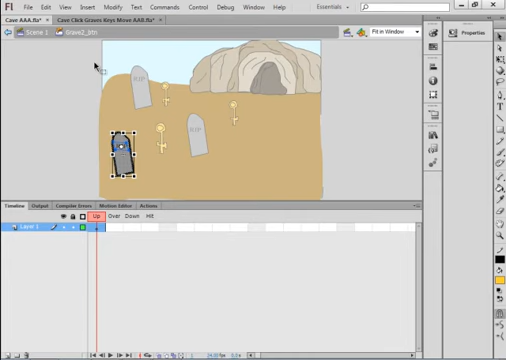 Fl File Edit View Insert Modify Text Commands Control Debug Window Help Essentials
Cave AAA.fla* × Cave Click Graves Keys Move AAB.fla* ×
Scene 1 Grave2_btn Fit in Window
Properties
RIP
RIP
Timeline Output Compiler Errors Motion Editor Actions
Up Over Down Hit
Layer 1
1